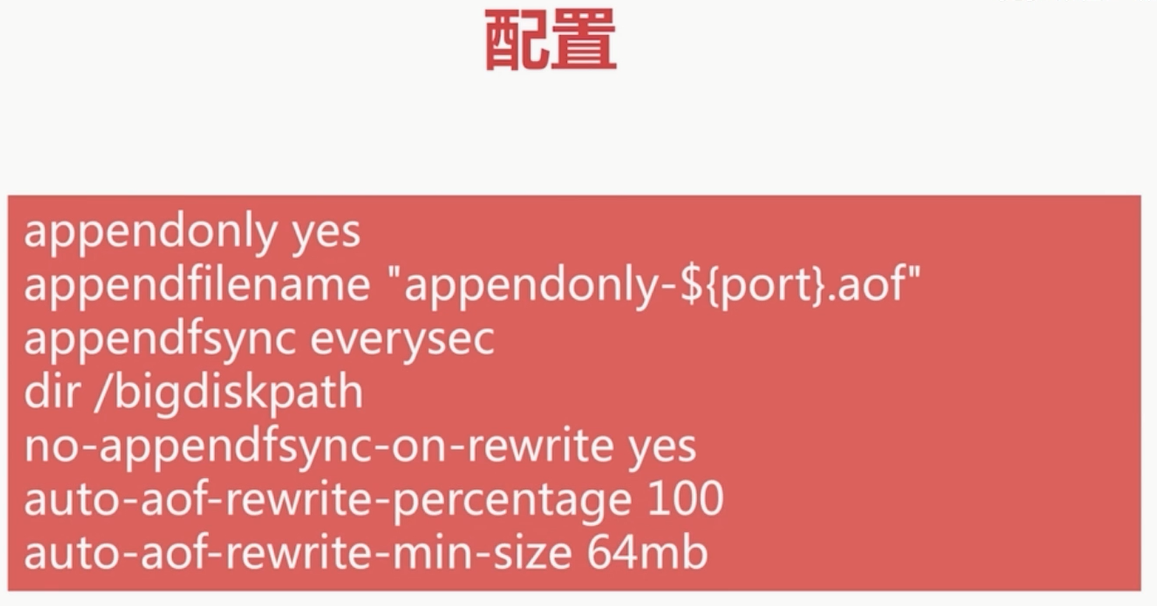 配置
appendonly yes
appendfilename "appendonly-${port}.aof"
appendfsync everysec
dir /bigdiskpath
no-appendfsync-on-rewrite yes
auto-aof-rewrite-percentage 100
auto-aof-rewrite-min-size 64mb